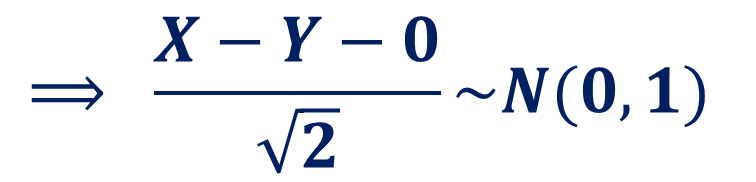 ⟹ (X − Y − 0)/√2 ~ N(0, 1)